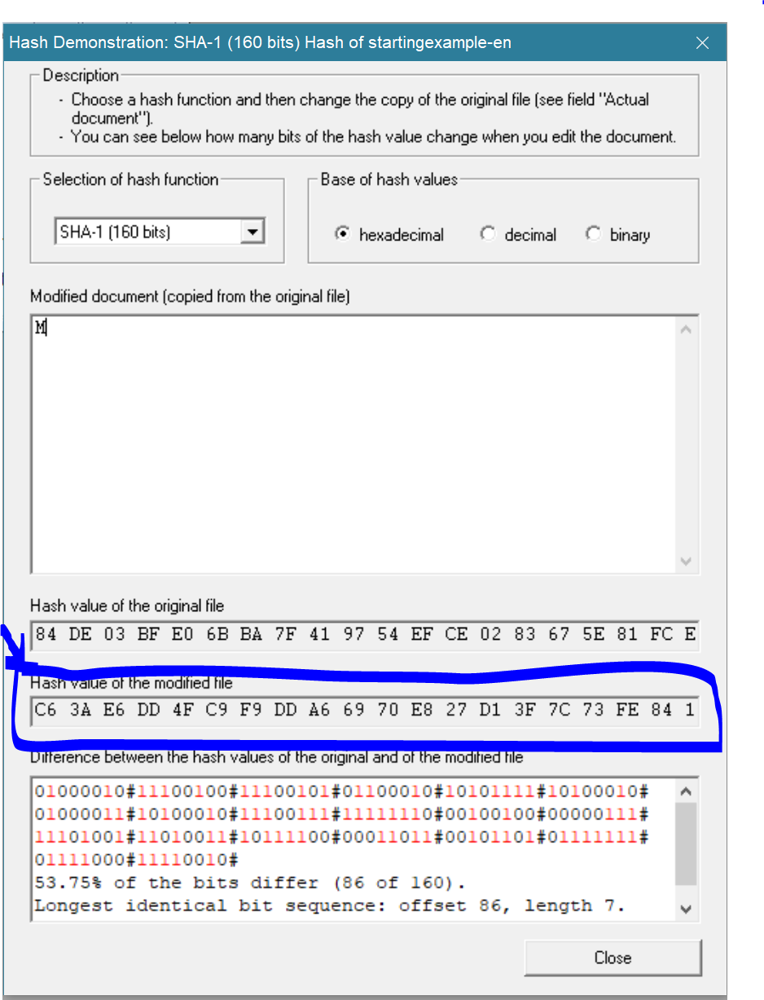 Hash Demonstration: SHA-1 (160 bits) Hash of startingexample-en
Description
- Choose a hash function and then change the copy of the original file (see field "Actual
document").
- You can see below how many bits of the hash value change when you edit the document.
Selection of hash function
Base of hash values
SHA-1 (160 bits)
hexadecimal
decimal
binary
Modified document (copied from the original file)
M
Hash value of the original file
84 DE 03 BF E0 6B BA 7F 41 97 54 EF CE 02 83 67 5E 81 FC E
Hash value of the modified file
C6 3A E6 DD 4F C9 F9 DD A6 69 70 E8 27 D1 3F 7C 73 FE 84 1
Difference between the hash values of the original and of the modified file
01000010#11100100#11100101#01100010#10101111#10100010#
01000011#10100010#11100111#11111110#00100100#00000111#
11101001#11010011#10111100#00011011#00101101#01111111#
01111000#11110010#
53.75% of the bits differ (86 of 160).
Longest identical bit sequence: offset 86, length 7.
Close